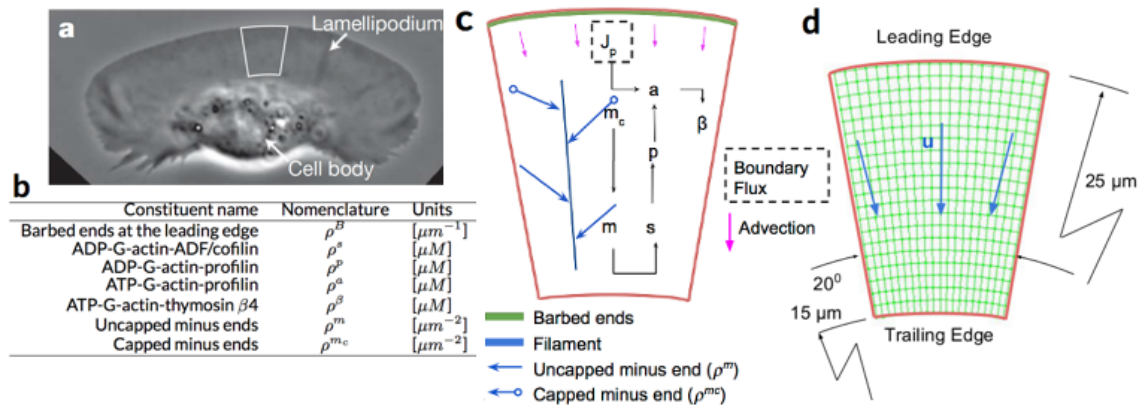 a
Lamellipodium
Cell body
b
Constituent name Nomenclature Units
Barbed ends at the leading edge ρ^B [μm⁻¹]
ADP-G-actin-ADF/cofilin ρ^s [μM]
ADP-G-actin-profilin ρ^p [μM]
ATP-G-actin-profilin ρ^a [μM]
ATP-G-actin-thymosin β4 ρ^β [μM]
Uncapped minus ends ρ^m [μm⁻²]
Capped minus ends ρ^{m_c} [μm⁻²]
c
J_p
a
m_c
β
p
m
s
Boundary
Flux
Advection
Barbed ends
Filament
Uncapped minus end (ρ^m)
Capped minus end (ρ^{mc})
d
Leading Edge
u
25 μm
20⁰
15 μm
Trailing Edge